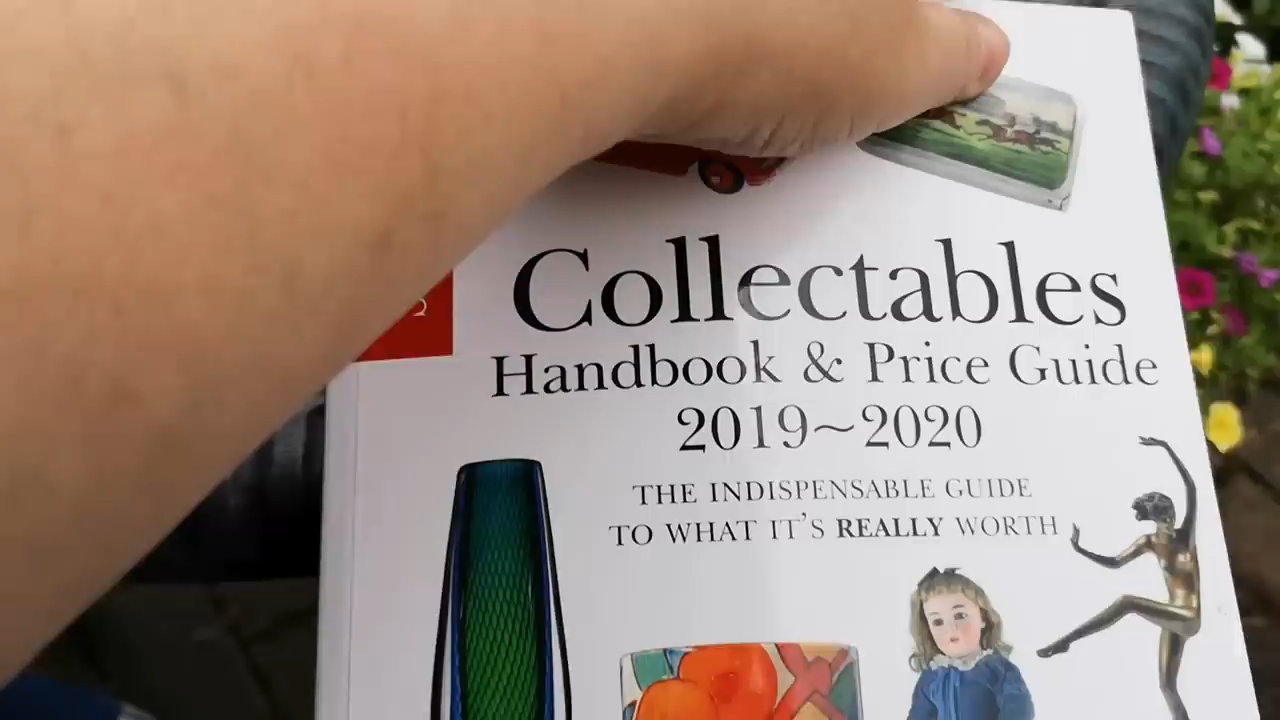 Collectables
Handbook & Price Guide
2019~2020
THE INDISPENSABLE GUIDE
TO WHAT IT'S REALLY WORTH